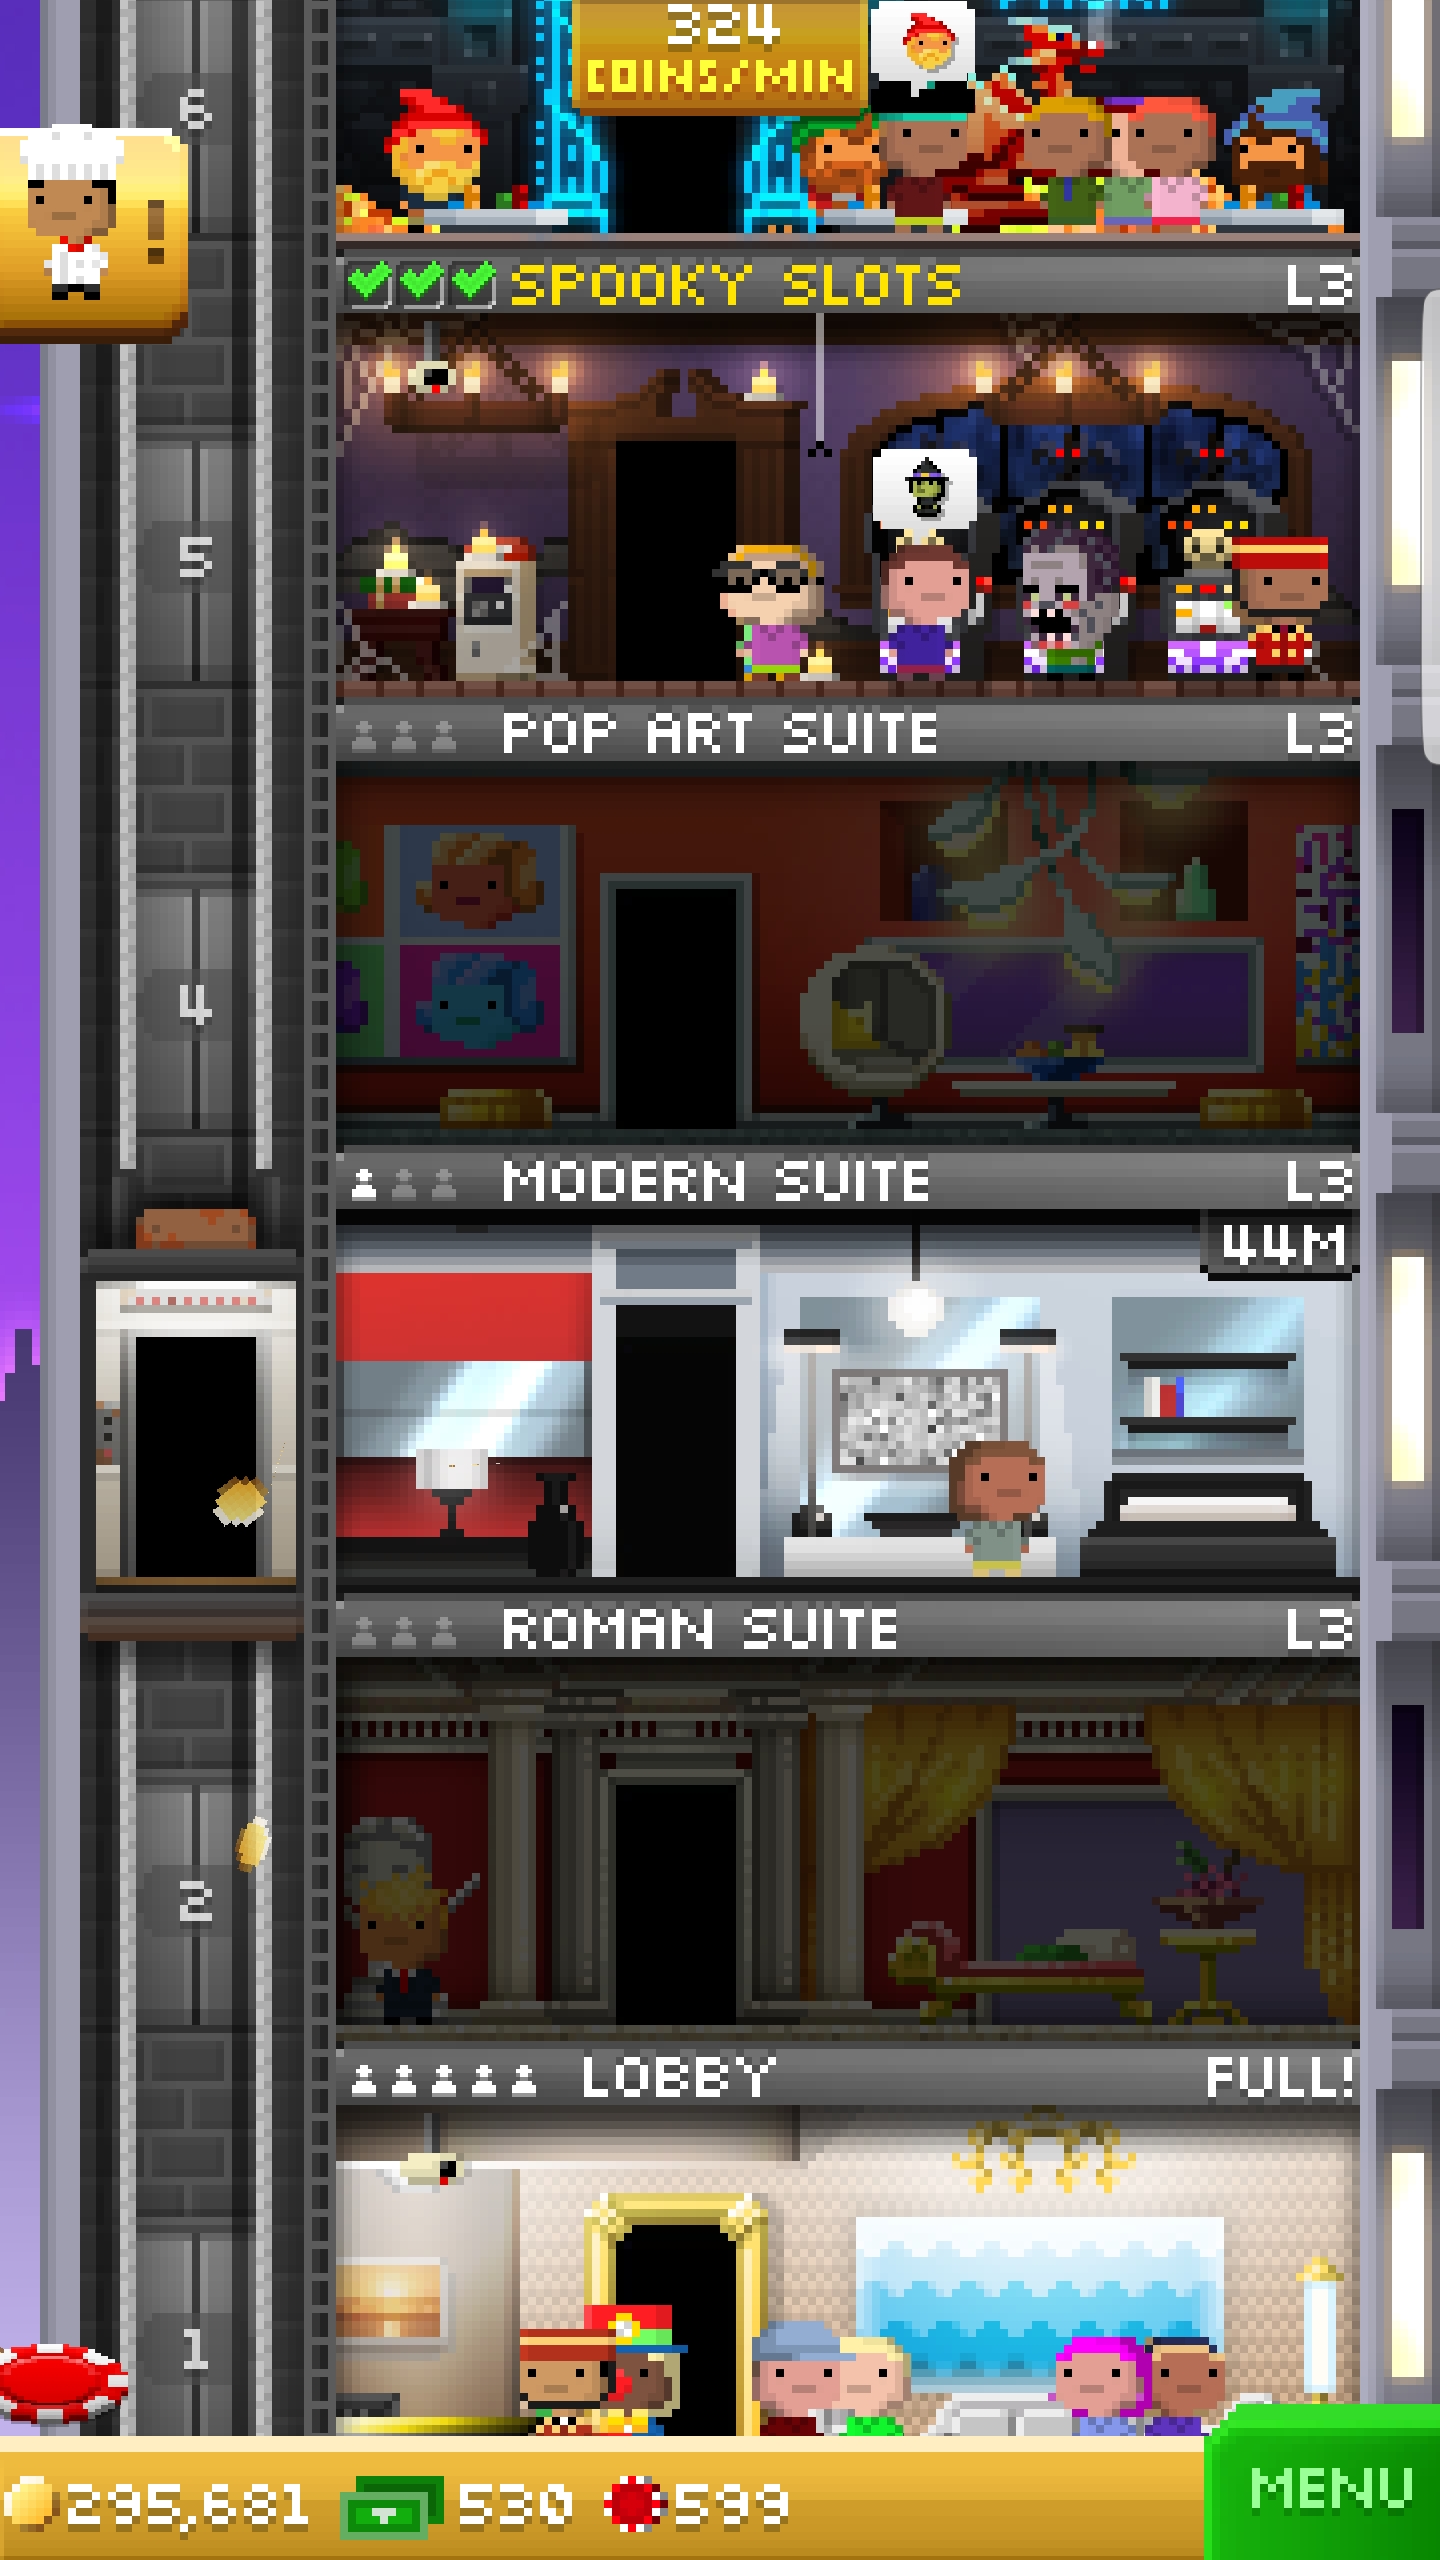 324
COINS/MIN
6
!
SPOOKY SLOTS L3
5
POP ART SUITE L3
4
MODERN SUITE L3
44M
ROMAN SUITE L3
2
LOBBY FULL!
1
295,681 530 599 MENU